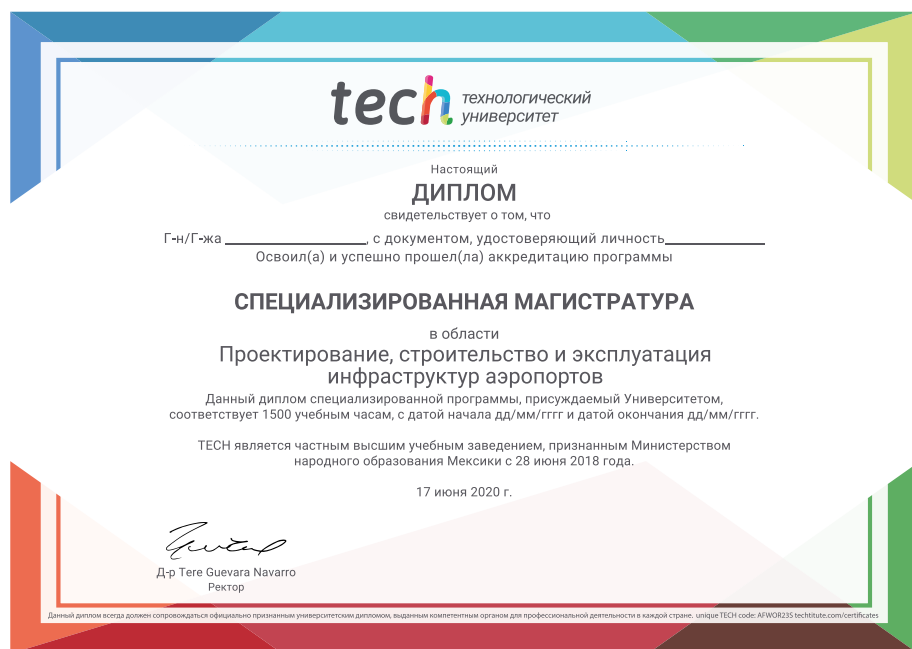 tech технологический
университет
Настоящий
ДИПЛОМ
свидетельствует о том, что
Г-н/Г-жа ____________________, с документом, удостоверяющий личность______________
Освоил(а) и успешно прошел(ла) аккредитацию программы
СПЕЦИАЛИЗИРОВАННАЯ МАГИСТРАТУРА
в области
Проектирование, строительство и эксплуатация
инфраструктур аэропортов
Данный диплом специализированной программы, присуждаемый Университетом,
соответствует 1500 учебным часам, с датой начала дд/мм/гггг и датой окончания дд/мм/гггг.
TECH является частным высшим учебным заведением, признанным Министерством
народного образования Мексики с 28 июня 2018 года.
17 июня 2020 г.
Д-р Tere Guevara Navarro
Ректор
Данный диплом всегда должен сопровождаться официально признанным университетским дипломом, выданным компетентным органом для профессиональной деятельности в каждой стране. unique TECH code: AFWOR23S techtitute.com/certificates